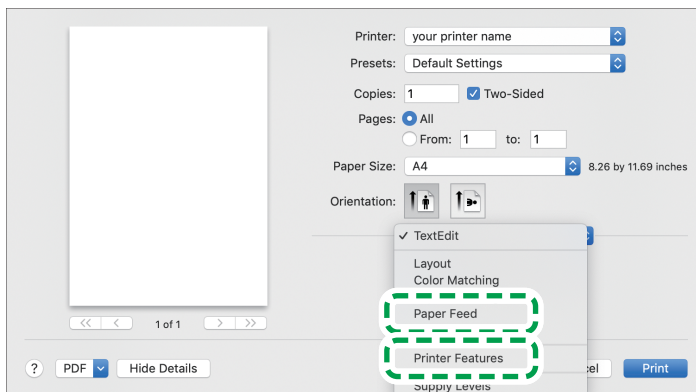 Printer: your printer name
Presets: Default Settings
Copies: 1 Two-Sided
Pages: All
From: 1 to: 1
Paper Size: A4 8.26 by 11.69 inches
Orientation:
TextEdit
Layout
Color Matching
Paper Feed
Printer Features
Supply Levels
<< < 1 of 1 > >>
? PDF Hide Details Print